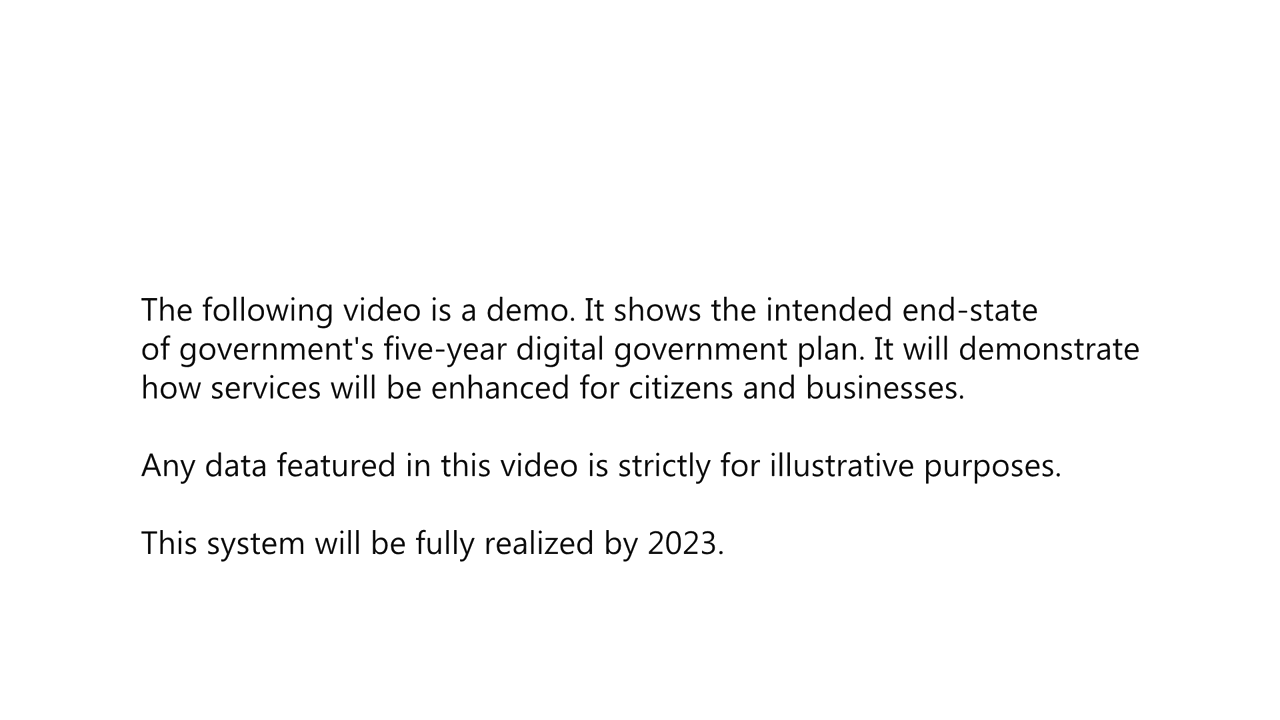 The following video is a demo. It shows the intended end-state
of government's five-year digital government plan. It will demonstrate
how services will be enhanced for citizens and businesses.
Any data featured in this video is strictly for illustrative purposes.
This system will be fully realized by 2023.